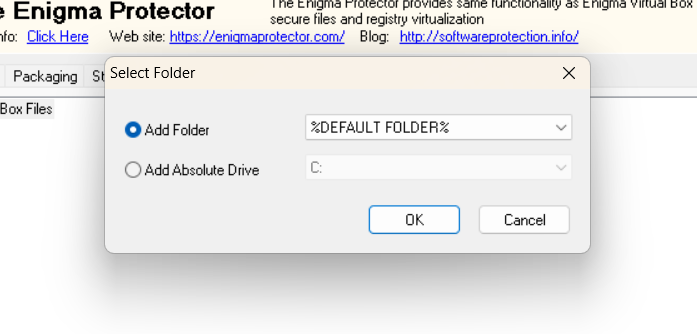 Enigma Protector
The Enigma Protector provides same functionality as Enigma Virtual Box
secure files and registry virtualization
nfo: Click Here Web site: https://enigmaprotector.com/ Blog: http://softwareprotection.info/
Packaging St
Select Folder
Box Files
Add Folder %DEFAULT FOLDER%
Add Absolute Drive C:
OK Cancel